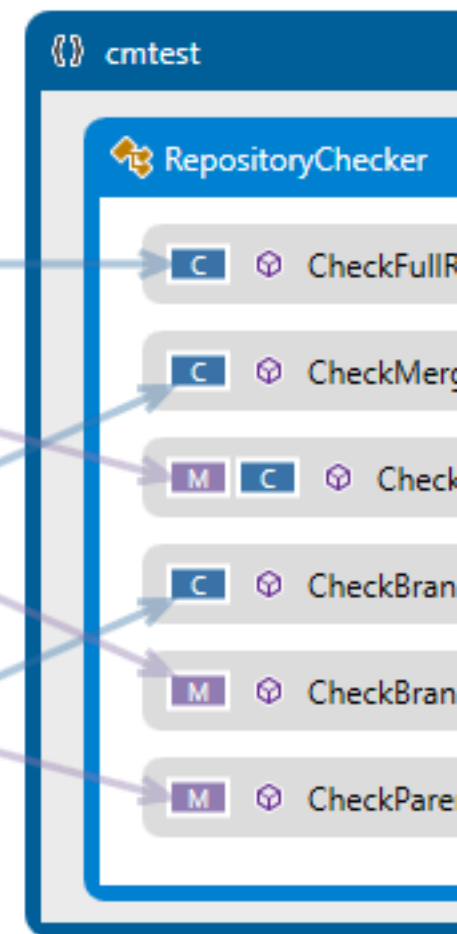 {} cmtest
RepositoryChecker
C CheckFullR
C CheckMerg
M C Check
C CheckBran
M CheckBran
M CheckPare